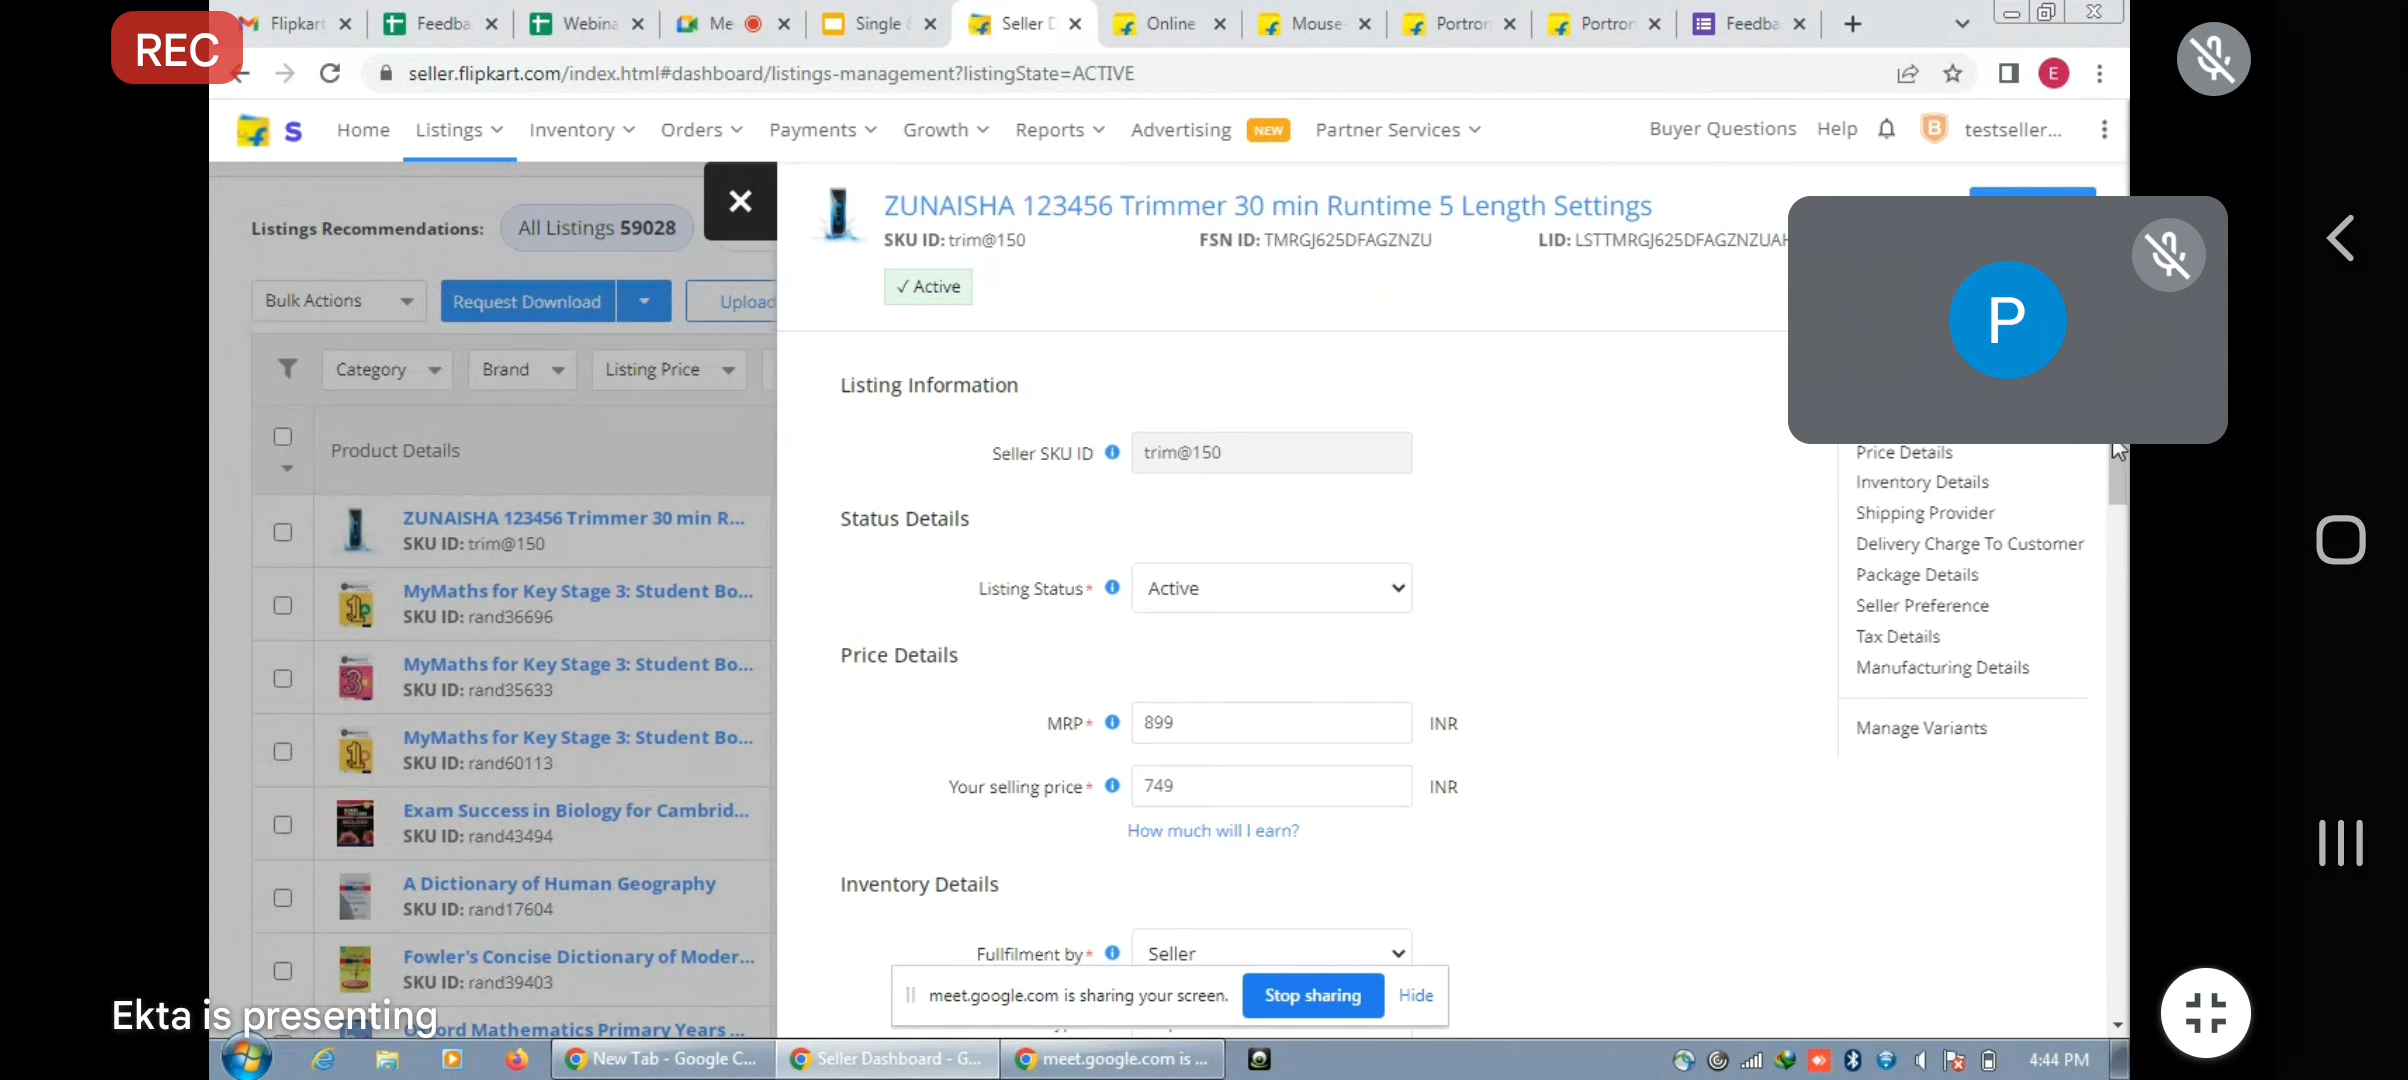 REC
Flipkart
Feedba
Webina
Me
Single &
Seller D
Online
Mouse-
Portron
Portron
Feedba
seller.flipkart.com/index.html#dashboard/listings-management?listingState=ACTIVE
E
S Home Listings Inventory Orders Payments Growth Reports Advertising NEW Partner Services Buyer Questions Help B testseller...
Listings Recommendations: All Listings 59028
Bulk Actions Request Download Upload
Category Brand Listing Price
Product Details
ZUNAISHA 123456 Trimmer 30 min R...
SKU ID: trim@150
MyMaths for Key Stage 3: Student Bo...
SKU ID: rand36696
MyMaths for Key Stage 3: Student Bo...
SKU ID: rand35633
MyMaths for Key Stage 3: Student Bo...
SKU ID: rand60113
Exam Success in Biology for Cambrid...
SKU ID: rand43494
A Dictionary of Human Geography
SKU ID: rand17604
Fowler's Concise Dictionary of Moder...
SKU ID: rand39403
Mathematics Primary Years ...
ZUNAISHA 123456 Trimmer 30 min Runtime 5 Length Settings
SKU ID: trim@150 FSN ID: TMRGJ625DFAGZNZU LID: LSTTMRGJ625DFAGZNZUAH
✓ Active
P
Listing Information
Seller SKU ID trim@150
Status Details
Listing Status* Active
Price Details
MRP* 899 INR
Your selling price* 749 INR
How much will I earn?
Inventory Details
Fullfilment by* Seller
Price Details
Inventory Details
Shipping Provider
Delivery Charge To Customer
Package Details
Seller Preference
Tax Details
Manufacturing Details
Manage Variants
meet.google.com is sharing your screen. Stop sharing Hide
Ekta is presenting
New Tab - Google C...
Seller Dashboard - G...
meet.google.com is ...
4:44 PM